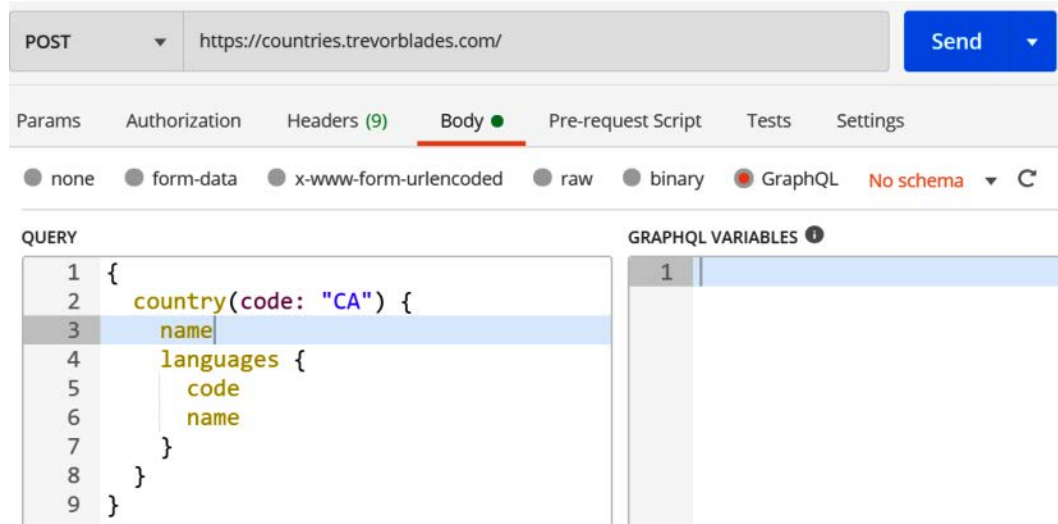 POST https://countries.trevorblades.com/ Send
Params Authorization Headers (9) Body Pre-request Script Tests Settings
none form-data x-www-form-urlencoded raw binary GraphQL No schema
QUERY GRAPHQL VARIABLES
1 { 1
2 country(code: "CA") {
3 name
4 languages {
5 code
6 name
7 }
8 }
9 }